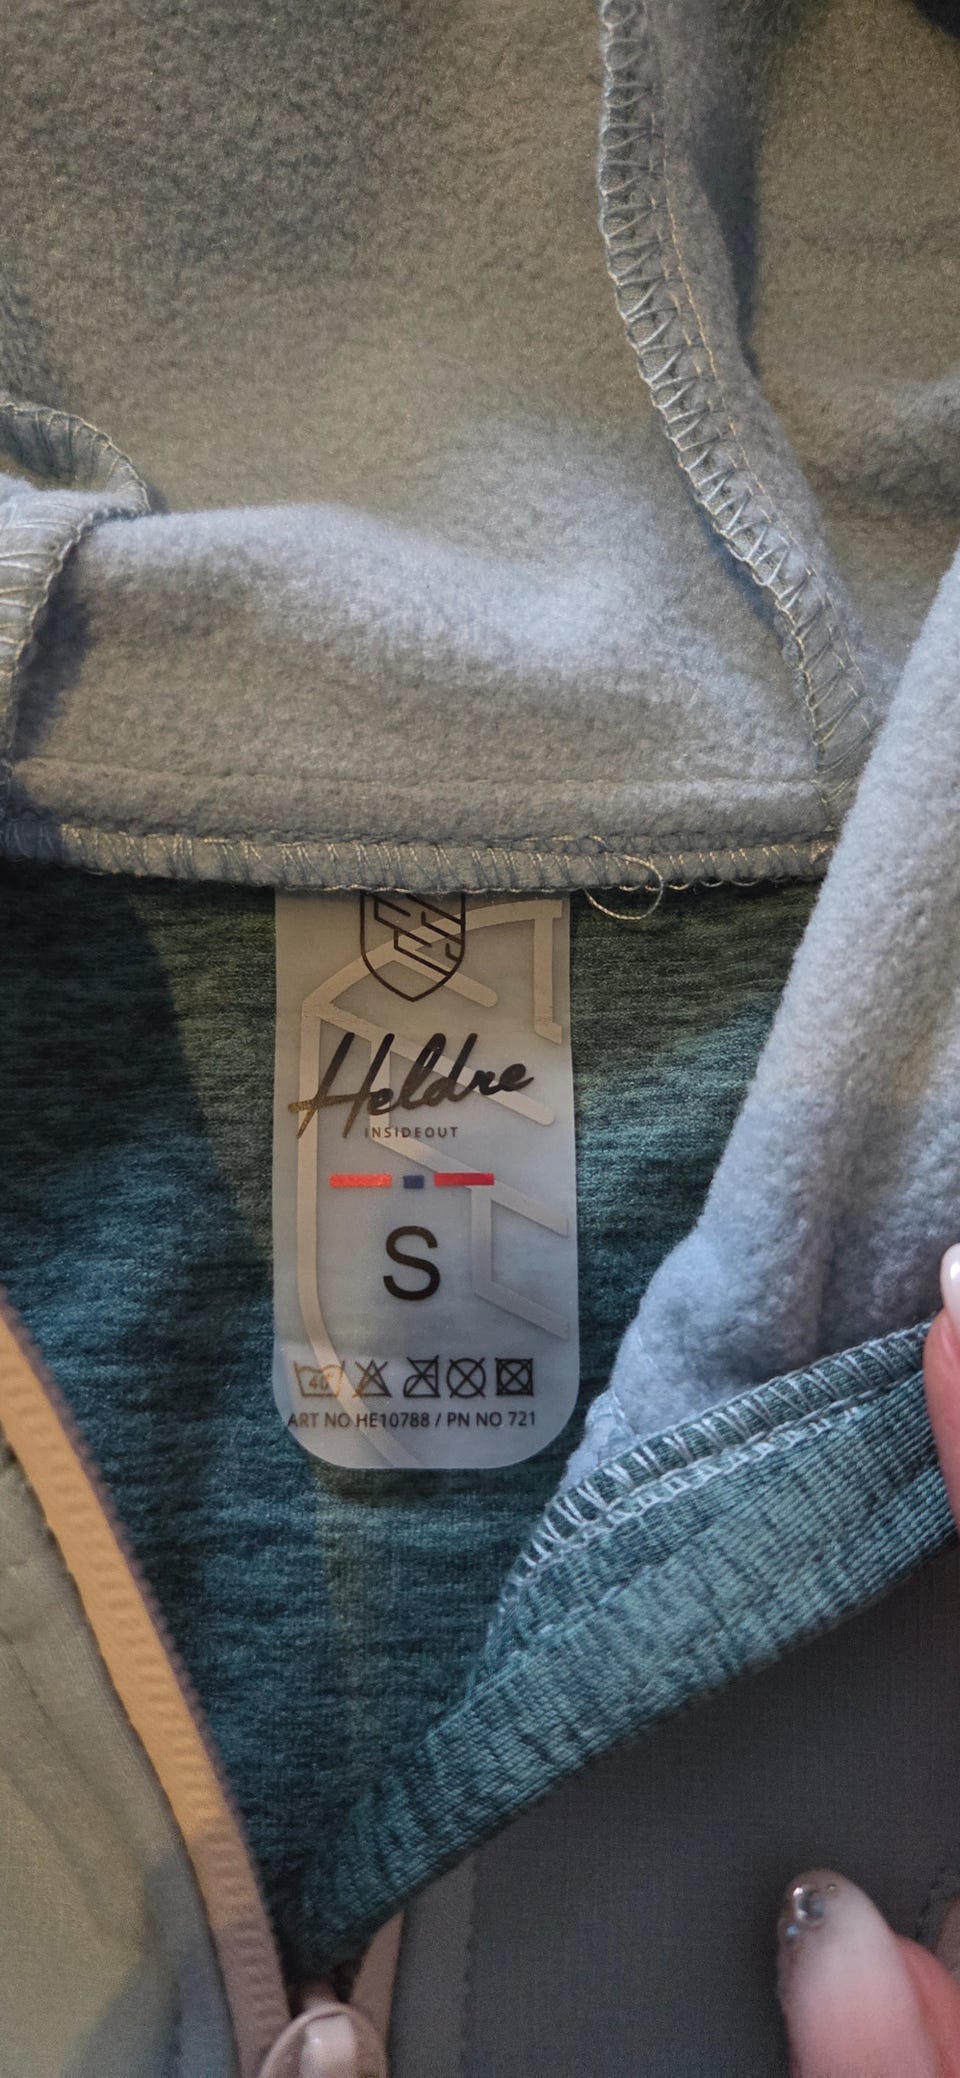 Heldre
INSIDEOUT
S
40
ART NO HE10788 / PN NO 721